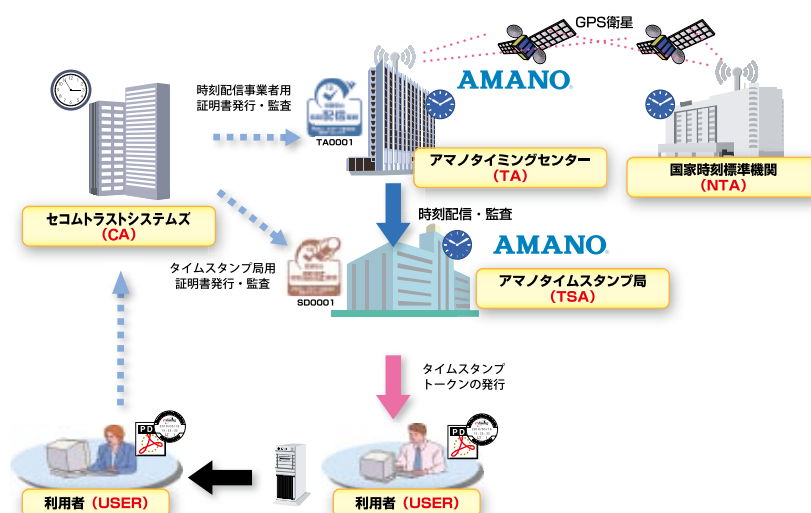 GPS衛星
時刻配信事業者用
証明書発行・監査
TA0001
AMANO
アマノタイミングセンター
(TA)
国家時刻標準機関
(NTA)
セコムトラストシステムズ
(CA)
時刻配信・監査
AMANO
タイムスタンプ局用
証明書発行・監査
SD0001
アマノタイムスタンプ局
(TSA)
タイムスタンプ
トークンの発行
PD
PD
利用者(USER)
利用者(USER)